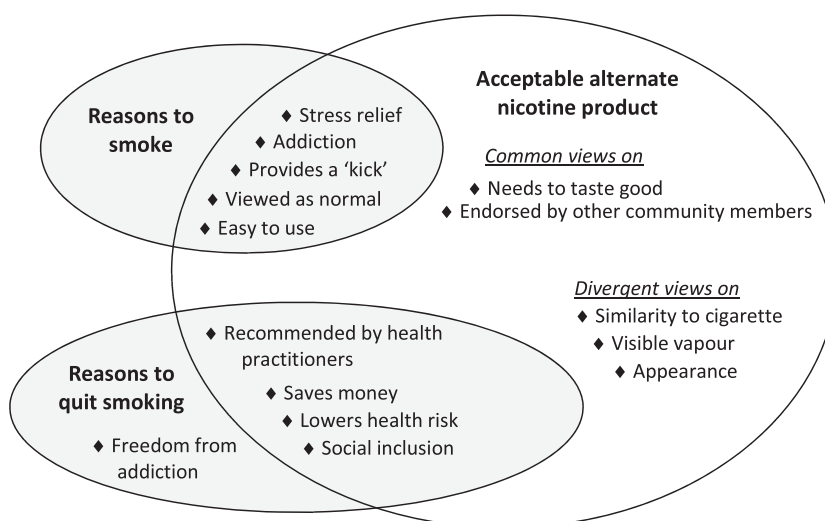 Acceptable alternate
nicotine product
Reasons to
smoke
♦ Stress relief
♦ Addiction
♦ Provides a ‘kick’
♦ Viewed as normal
♦ Easy to use
Common views on
♦ Needs to taste good
♦ Endorsed by other community members
Divergent views on
♦ Similarity to cigarette
♦ Visible vapour
♦ Appearance
Reasons to
quit smoking
♦ Freedom from
addiction
♦ Recommended by health
practitioners
♦ Saves money
♦ Lowers health risk
♦ Social inclusion